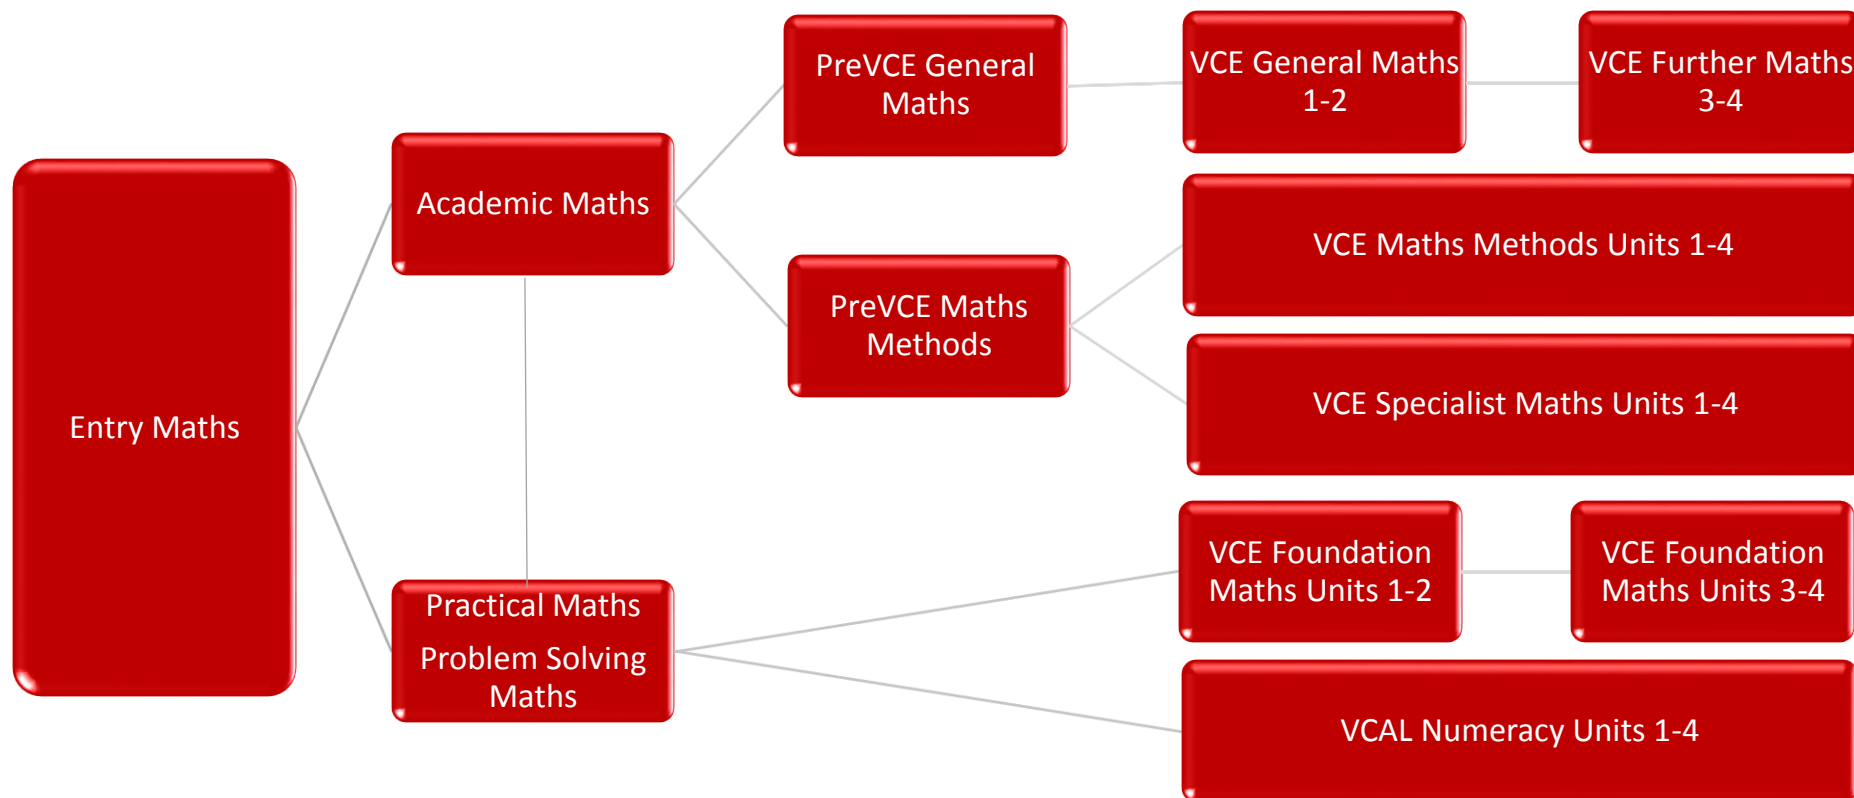 Entry Maths
Academic Maths
Practical Maths
Problem Solving
Maths
PreVCE General
Maths
PreVCE Maths
Methods
VCE General Maths
1-2
VCE Further Maths
3-4
VCE Maths Methods Units 1-4
VCE Specialist Maths Units 1-4
VCE Foundation
Maths Units 1-2
VCE Foundation
Maths Units 3-4
VCAL Numeracy Units 1-4